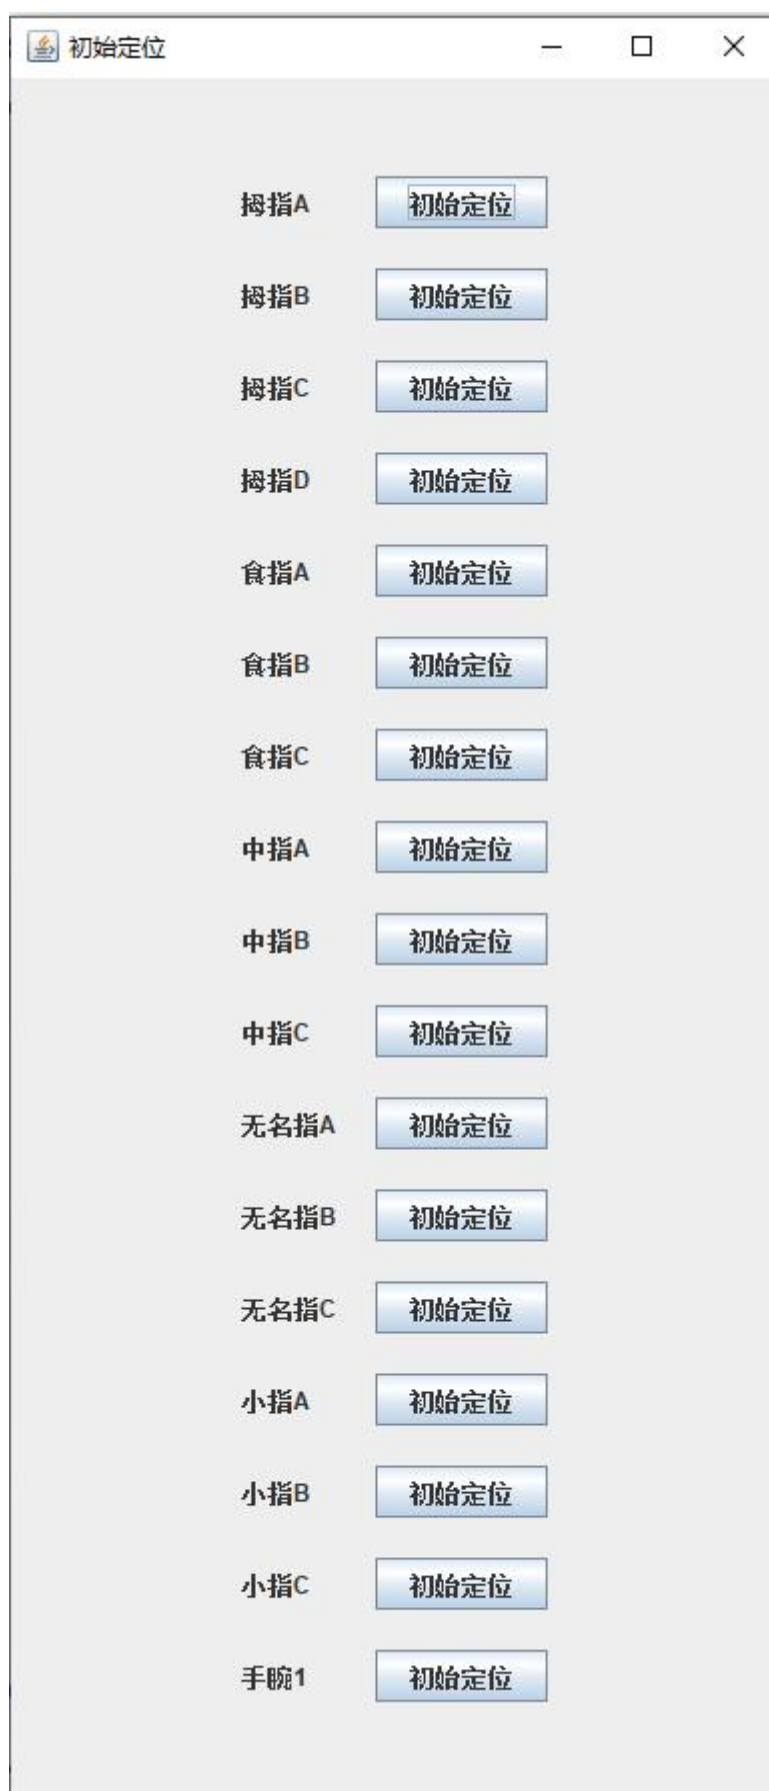 初始定位
拇指A 初始定位
拇指B 初始定位
拇指C 初始定位
拇指D 初始定位
食指A 初始定位
食指B 初始定位
食指C 初始定位
中指A 初始定位
中指B 初始定位
中指C 初始定位
无名指A 初始定位
无名指B 初始定位
无名指C 初始定位
小指A 初始定位
小指B 初始定位
小指C 初始定位
手腕1 初始定位